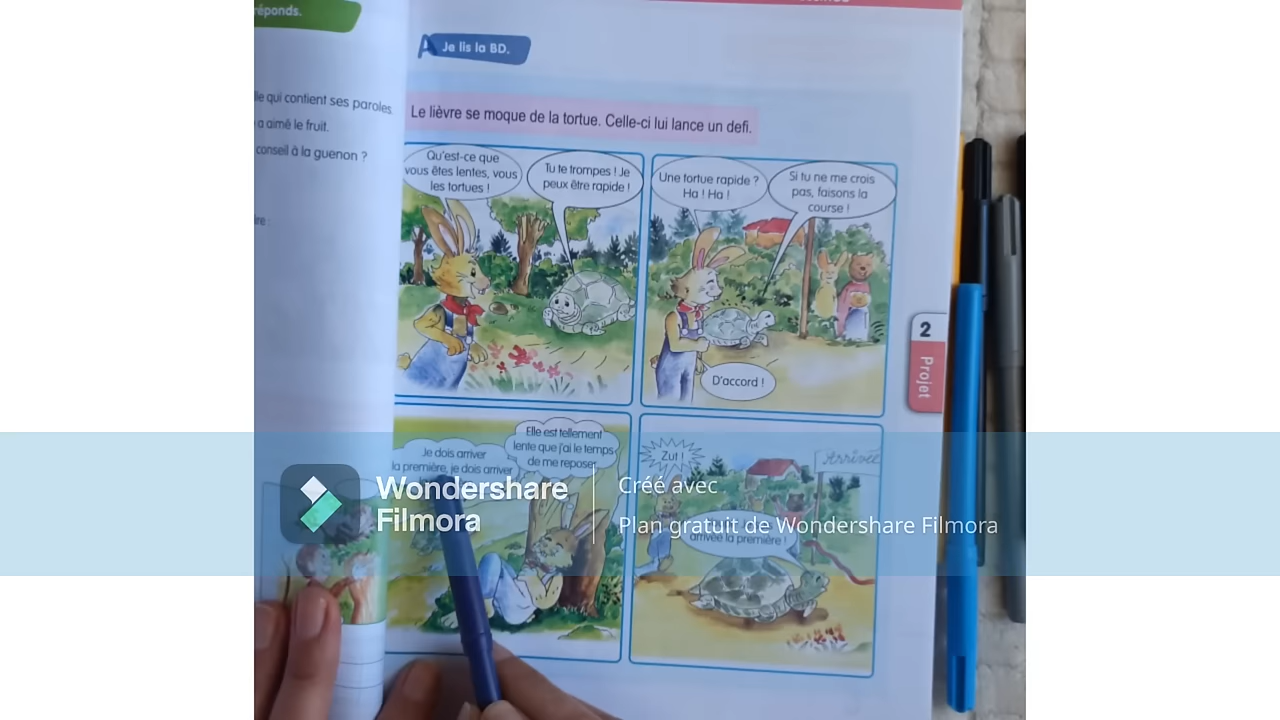 réponds.
Je lis la BD.
lle qui contient ses paroles.
a aimé le fruit.
conseil à la guenon ?
ire :
Le lièvre se moque de la tortue. Celle-ci lui lance un defi.
Qu'est-ce que
vous êtes lentes, vous
les tortues !
Tu te trompes ! Je
peux être rapide !
Une tortue rapide ?
Ha ! Ha !
Si tu ne me crois
pas, faisons la
course !
D'accord !
2
Projet
Je dois arriver
la première, je dois arriver
Elle est tellement
lente que j'ai le temps
de me reposer
Zut !
Arrivée
arrivée la première !
Wondershare
Filmora
Créé avec
Plan gratuit de Wondershare Filmora